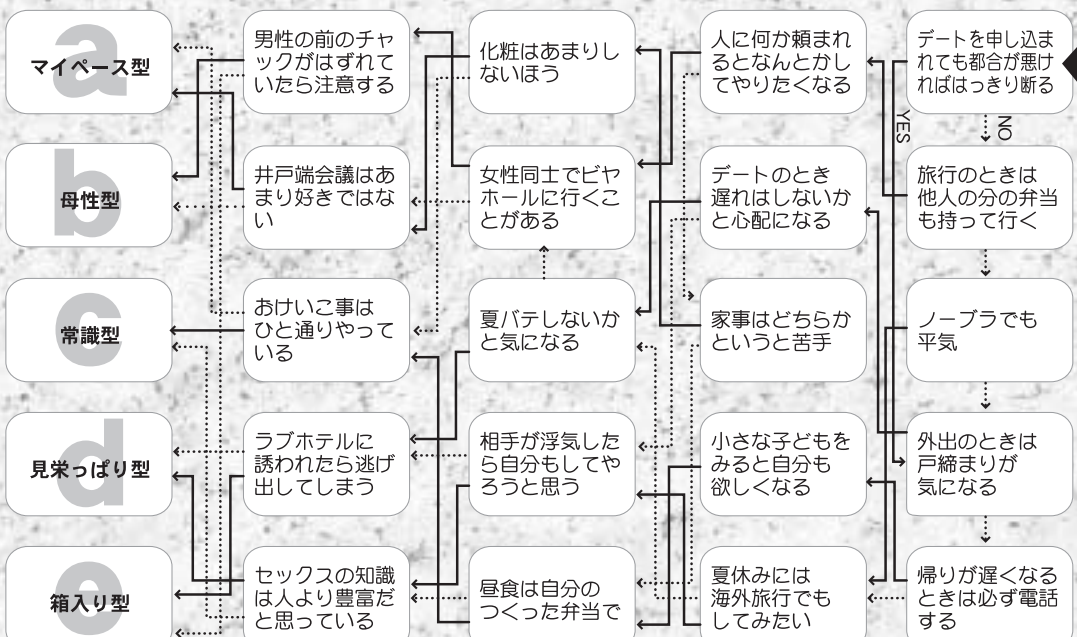 デートを申し込ま
れても都合が悪け
ればはっきり断る
NO
YES
旅行のときは
他人の分の弁当
も持って行く
ノーブラでも
平気
外出のときは
戸締まりが
気になる
帰りが遅くなる
ときは必ず電話
する
人に何か頼まれ
るとなんとかし
てやりたくなる
デートのとき
遅れはしないか
と心配になる
家事はどちらか
というと苦手
小さな子どもを
みると自分も
欲しくなる
夏休みには
海外旅行でも
してみたい
化粧はあまりし
ないほう
女性同士でビヤ
ホールに行くこ
とがある
夏バテしないか
と気になる
相手が浮気した
ら自分もしてや
ろうと思う
昼食は自分の
つくった弁当で
男性の前のチャ
ックがはずれて
いたら注意する
井戸端会議はあ
まり好きではな
い
おけいこ事は
ひと通りやって
いる
ラブホテルに
誘われたら逃げ
出してしまう
セックスの知識
は人より豊富だ
と思っている
a
マイペース型
b
母性型
c
常識型
d
見栄っぱり型
e
箱入り型